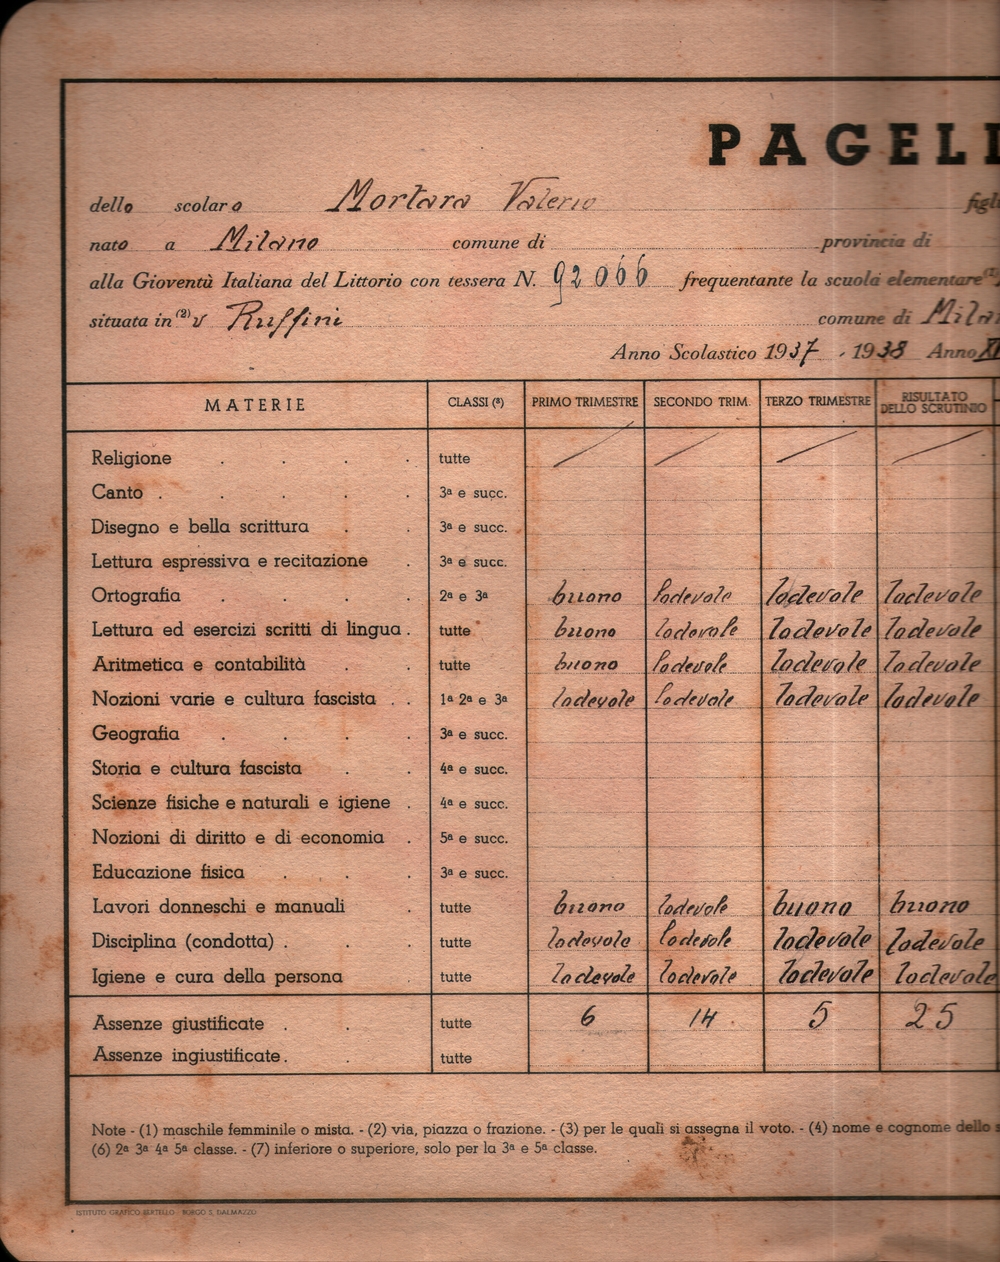 PAGELL
dello scolaro Mortara Valerio figli
nato a Milano comune di provincia di
alla Gioventù Italiana del Littorio con tessera N. 92066 frequentante la scuola elementare (1)
situata in (2) v Ruffini comune di Milan
Anno Scolastico 1937 - 1938 Anno XI
MATERIE CLASSI (ª) PRIMO TRIMESTRE SECONDO TRIM. TERZO TRIMESTRE RISULTATO DELLO SCRUTINIO
Religione . . . . tutte / / / /
Canto . . . . . 3ª e succ.
Disegno e bella scrittura . . 3ª e succ.
Lettura espressiva e recitazione . 3ª e succ.
Ortografia . . . . 2ª e 3ª buono lodevole lodevole lodevole
Lettura ed esercizi scritti di lingua . tutte buono lodevole lodevole lodevole
Aritmetica e contabilità . . tutte buono lodevole lodevole lodevole
Nozioni varie e cultura fascista . . 1ª 2ª e 3ª lodevole lodevole lodevole lodevole
Geografia . . . . 3ª e succ.
Storia e cultura fascista . . 4ª e succ.
Scienze fisiche e naturali e igiene . 4ª e succ.
Nozioni di diritto e di economia . 5ª e succ.
Educazione fisica . . . 3ª e succ.
Lavori donneschi e manuali . tutte buono lodevole buono buono
Disciplina (condotta) . . . tutte lodevole lodevole lodevole lodevole
Igiene e cura della persona . tutte lodevole lodevole lodevole lodevole
Assenze giustificate . . tutte 6 14 5 25
Assenze ingiustificate . . tutte
Note - (1) maschile femminile o mista. - (2) via, piazza o frazione. - (3) per le quali si assegna il voto. - (4) nome e cognome dello s
(6) 2ª 3ª 4ª 5ª classe. - (7) inferiore o superiore, solo per la 3ª e 5ª classe.
ISTITUTO GRAFICO BERTELLO - BORGO S. DALMAZZO